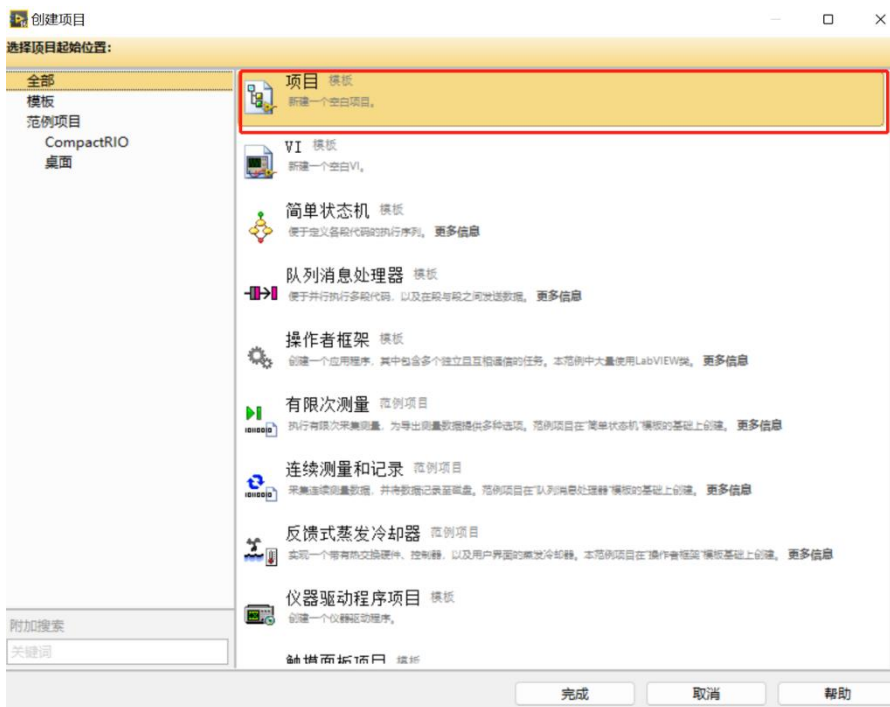 创建项目
选择项目起始位置:
全部
模板
范例项目
CompactRIO
桌面
附加搜索
关键词
项目 模板
新建一个空白项目。
VI 模板
新建一个空白VI。
简单状态机 模板
便于定义各段代码的执行序列。 更多信息
队列消息处理器 模板
便于并行执行多段代码，以及在段与段之间发送数据。 更多信息
操作者框架 模板
创建一个应用程序，其中包含多个独立且互相通信的任务。本范例中大量使用LabVIEW类。 更多信息
有限次测量 范例项目
执行有限次采集测量，为导出测量数据提供多种选项。范例项目在"简单状态机"模板的基础上创建。 更多信息
连续测量和记录 范例项目
采集连续测量数据，并将数据记录至磁盘。范例项目在"队列消息处理器"模板的基础上创建。 更多信息
反馈式蒸发冷却器 范例项目
实现一个带有热交换硬件、控制器，以及用户界面的蒸发冷却器。本范例项目在"操作者框架"模板基础上创建。 更多信息
仪器驱动程序项目 模板
创建一个仪器驱动程序。
触摸面板项目 模板
完成
取消
帮助